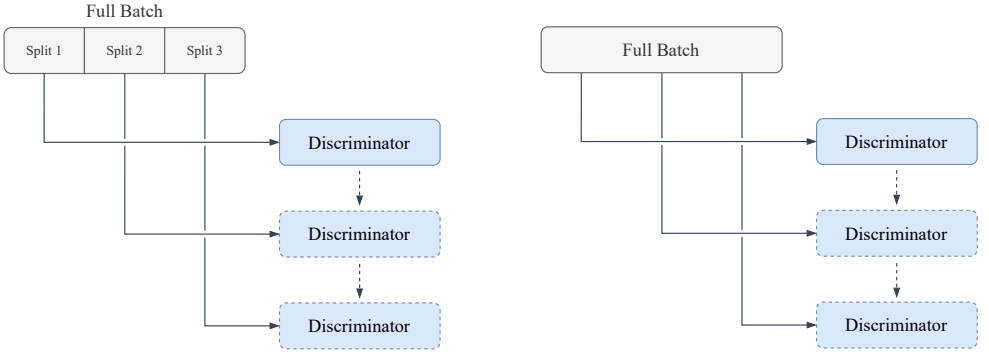 Full Batch
Split 1 Split 2 Split 3
Discriminator
Discriminator
Discriminator
Full Batch
Discriminator
Discriminator
Discriminator